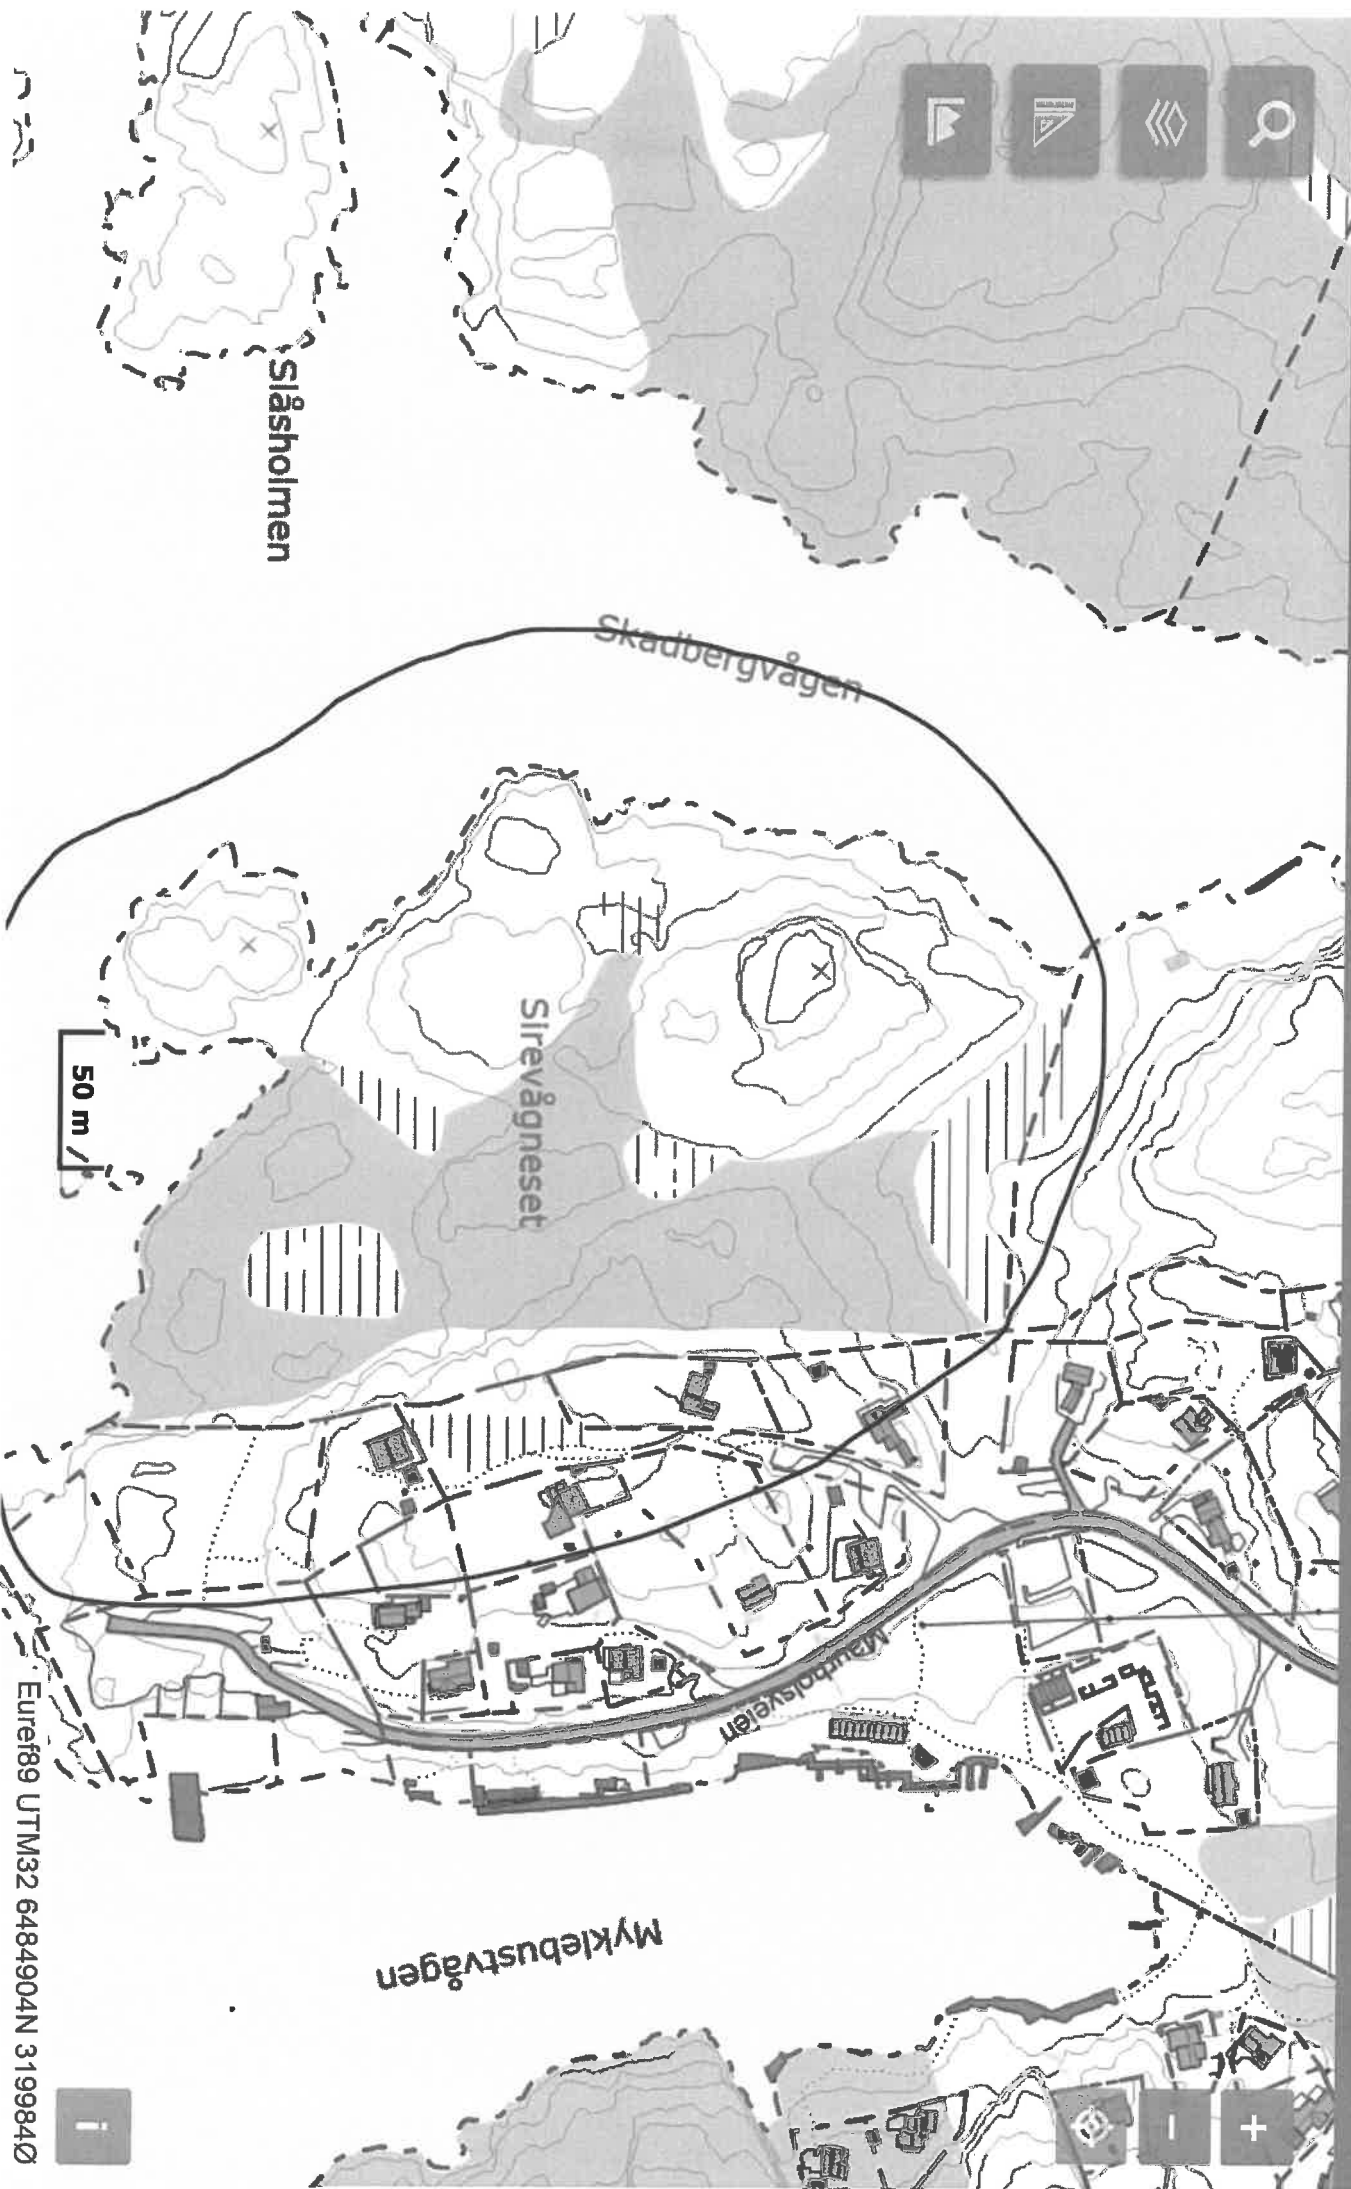 Slåsholmen
Skadbergvågen
Sirevågneset
50 m
Maurholsveien
Myklebustvågen
Euref89 UTM32 6484904N 319984Ø
i